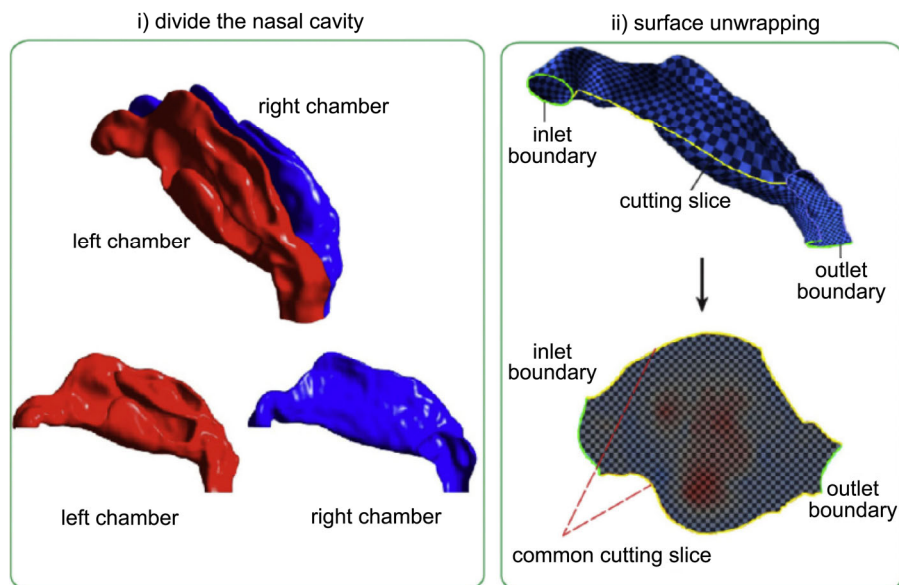 i) divide the nasal cavity
right chamber
left chamber
left chamber
right chamber
ii) surface unwrapping
inlet
boundary
cutting slice
outlet
boundary
inlet
boundary
outlet
boundary
common cutting slice